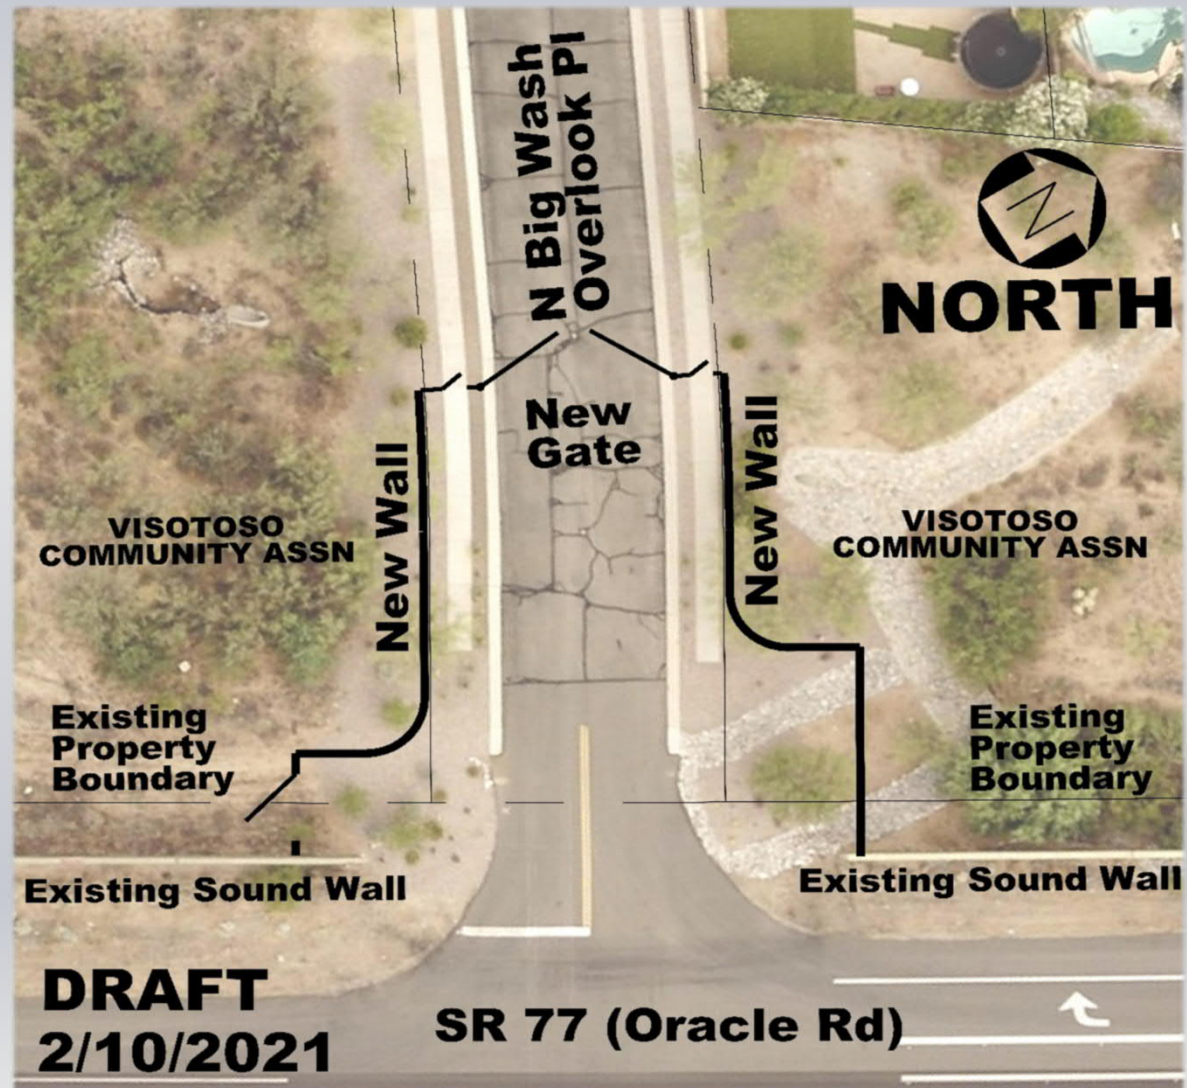 N Big Wash
Overlook Pl
N
NORTH
New
Gate
New Wall
New Wall
VISOTOSO
COMMUNITY ASSN
VISOTOSO
COMMUNITY ASSN
Existing
Property
Boundary
Existing
Property
Boundary
Existing Sound Wall
Existing Sound Wall
DRAFT
2/10/2021
SR 77 (Oracle Rd)